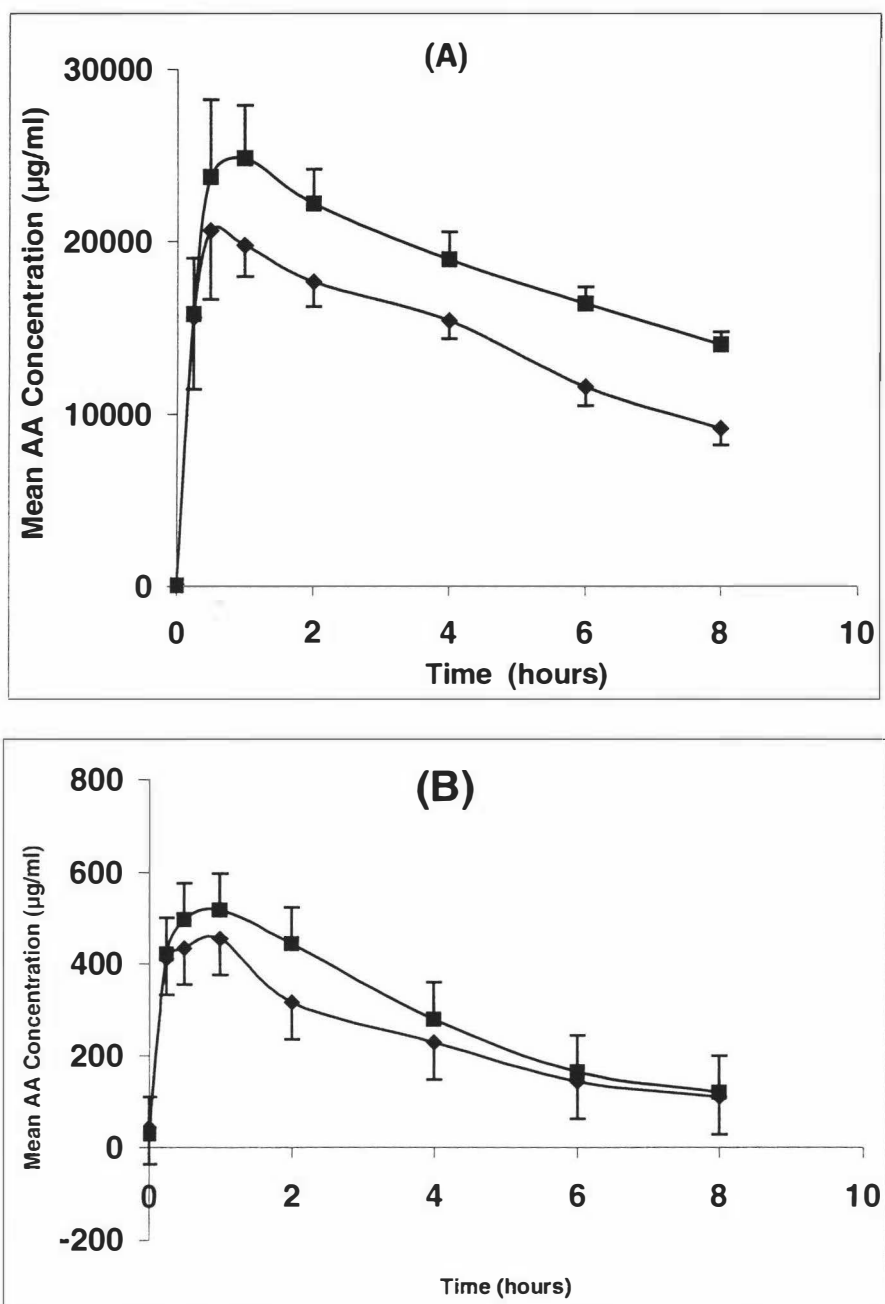 (A)
Mean AA Concentration (µg/ml)
30000
20000
10000
0
0 2 4 6 8 10
Time (hours)
(B)
Mean AA Concentration (µg/ml)
800
600
400
200
0
-200
0 2 4 6 8 10
Time (hours)